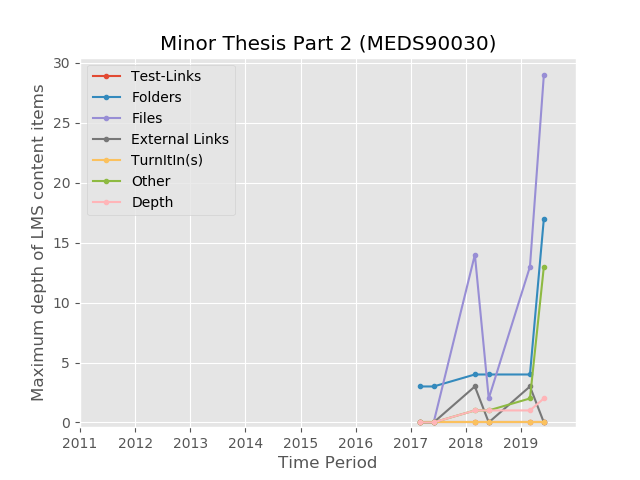 Minor Thesis Part 2 (MEDS90030)
Maximum depth of LMS content items
30
25
20
15
10
5
0
Test-Links
Folders
Files
External Links
TurnItIn(s)
Other
Depth
2011 2012 2013 2014 2015 2016 2017 2018 2019
Time Period